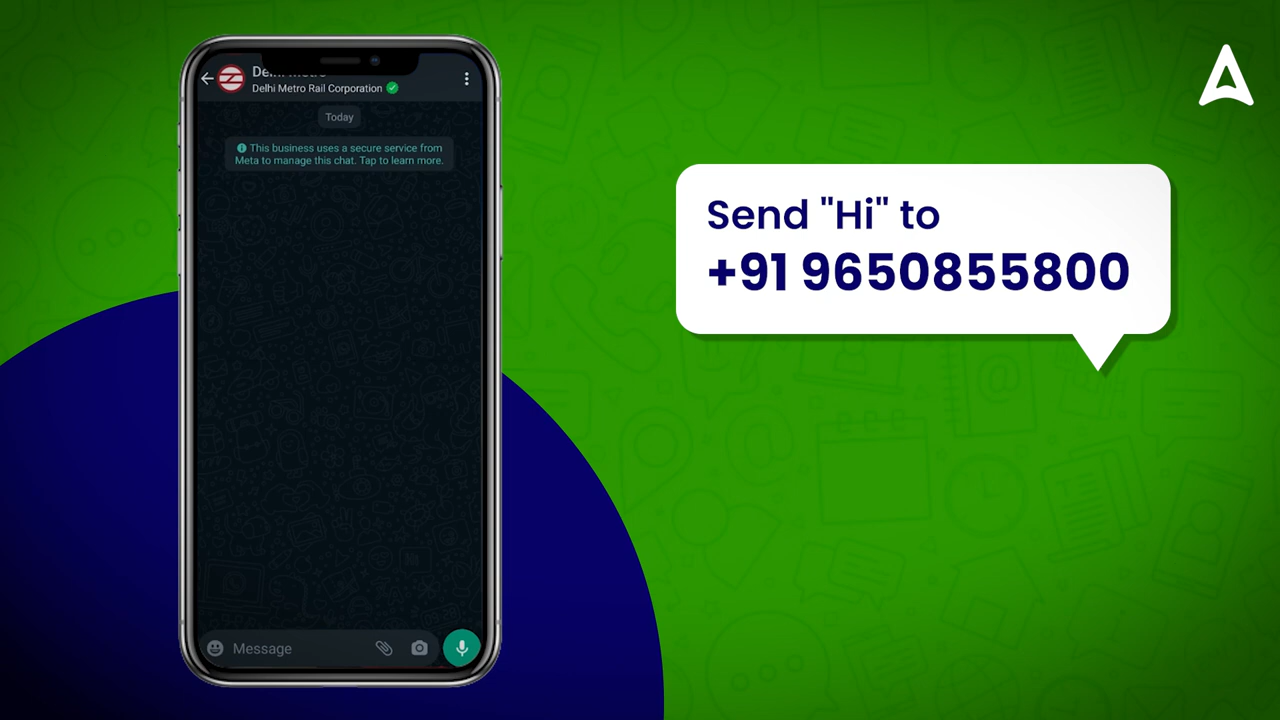 Delhi Metro Rail Corporation
Today
This business uses a secure service from
Meta to manage this chat. Tap to learn more.
Message
Send "Hi" to
+91 9650855800